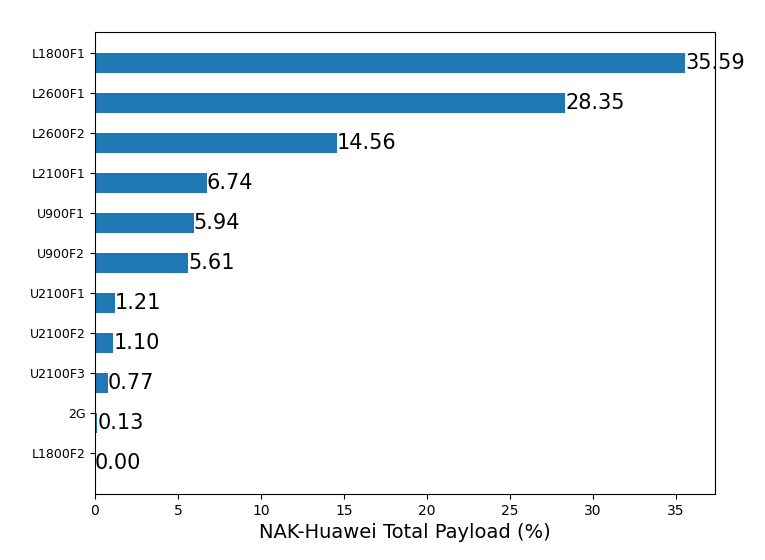 L1800F1 35.59
L2600F1 28.35
L2600F2 14.56
L2100F1 6.74
U900F1 5.94
U900F2 5.61
U2100F1 1.21
U2100F2 1.10
U2100F3 0.77
2G 0.13
L1800F2 0.00
0 5 10 15 20 25 30 35
NAK-Huawei Total Payload (%)